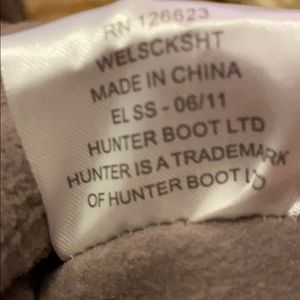 RN 126623
WELSCKSHT
MADE IN CHINA
EL SS - 06/11
HUNTER BOOT LTD
HUNTER IS A TRADEMARK
OF HUNTER BOOT